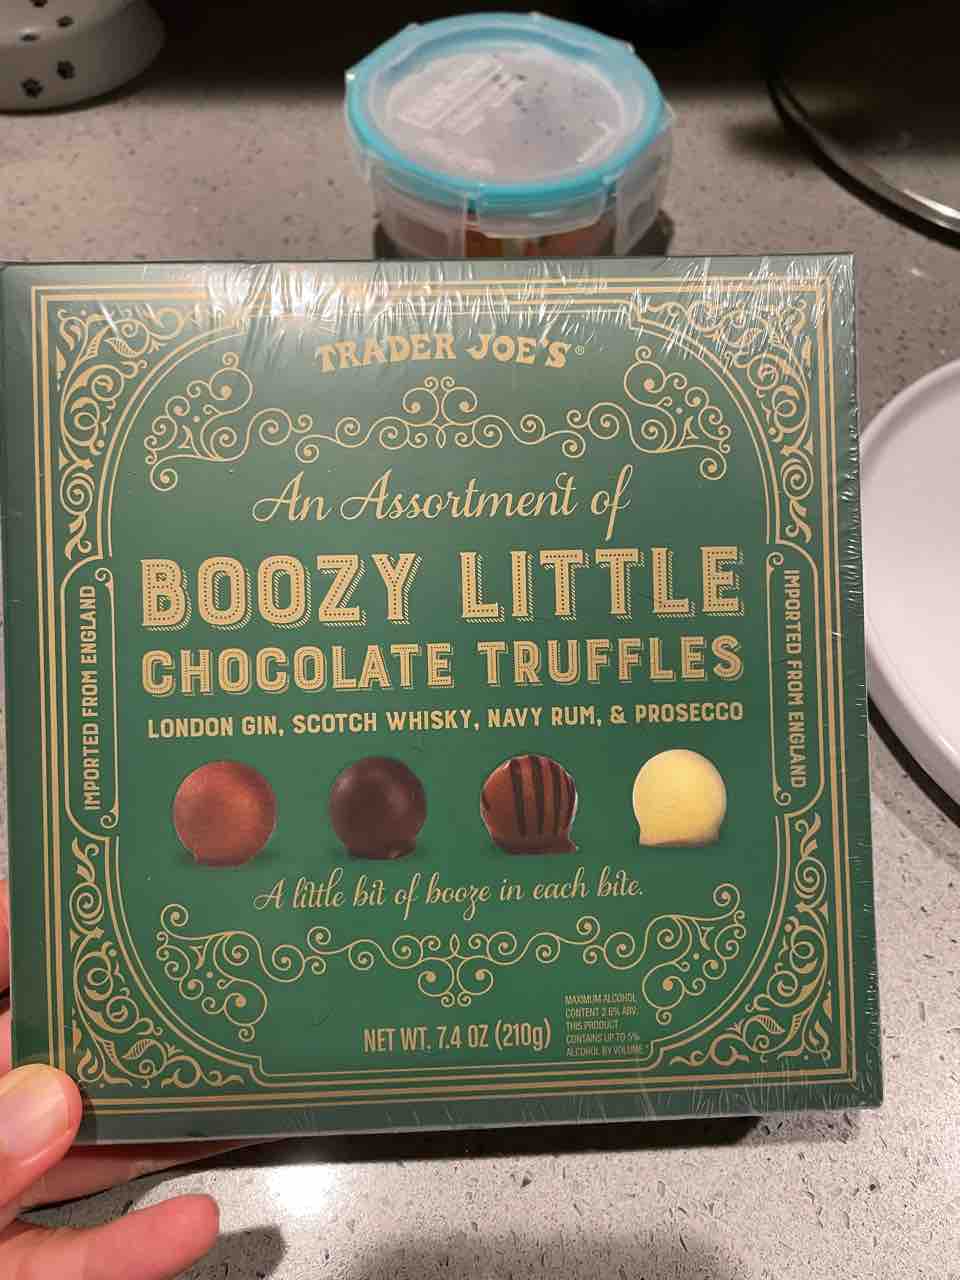 TRADER JOE'S®
An Assortment of
BOOZY LITTLE
CHOCOLATE TRUFFLES
LONDON GIN, SCOTCH WHISKY, NAVY RUM, & PROSECCO
IMPORTED FROM ENGLAND
IMPORTED FROM ENGLAND
A little bit of booze in each bite.
NET WT. 7.4 OZ (210g)
MAXIMUM ALCOHOL
CONTENT 2.6% ABV.
THIS PRODUCT
CONTAINS UP TO 5%
ALCOHOL BY VOLUME